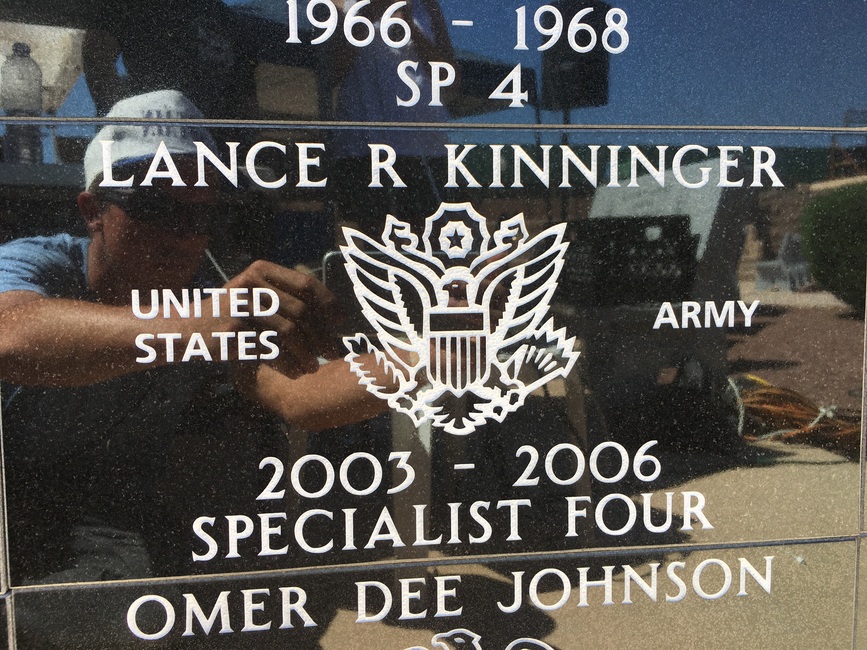 1966 - 1968
SP 4
LANCE R KINNINGER
UNITED STATES
ARMY
2003 - 2006
SPECIALIST FOUR
OMER DEE JOHNSON